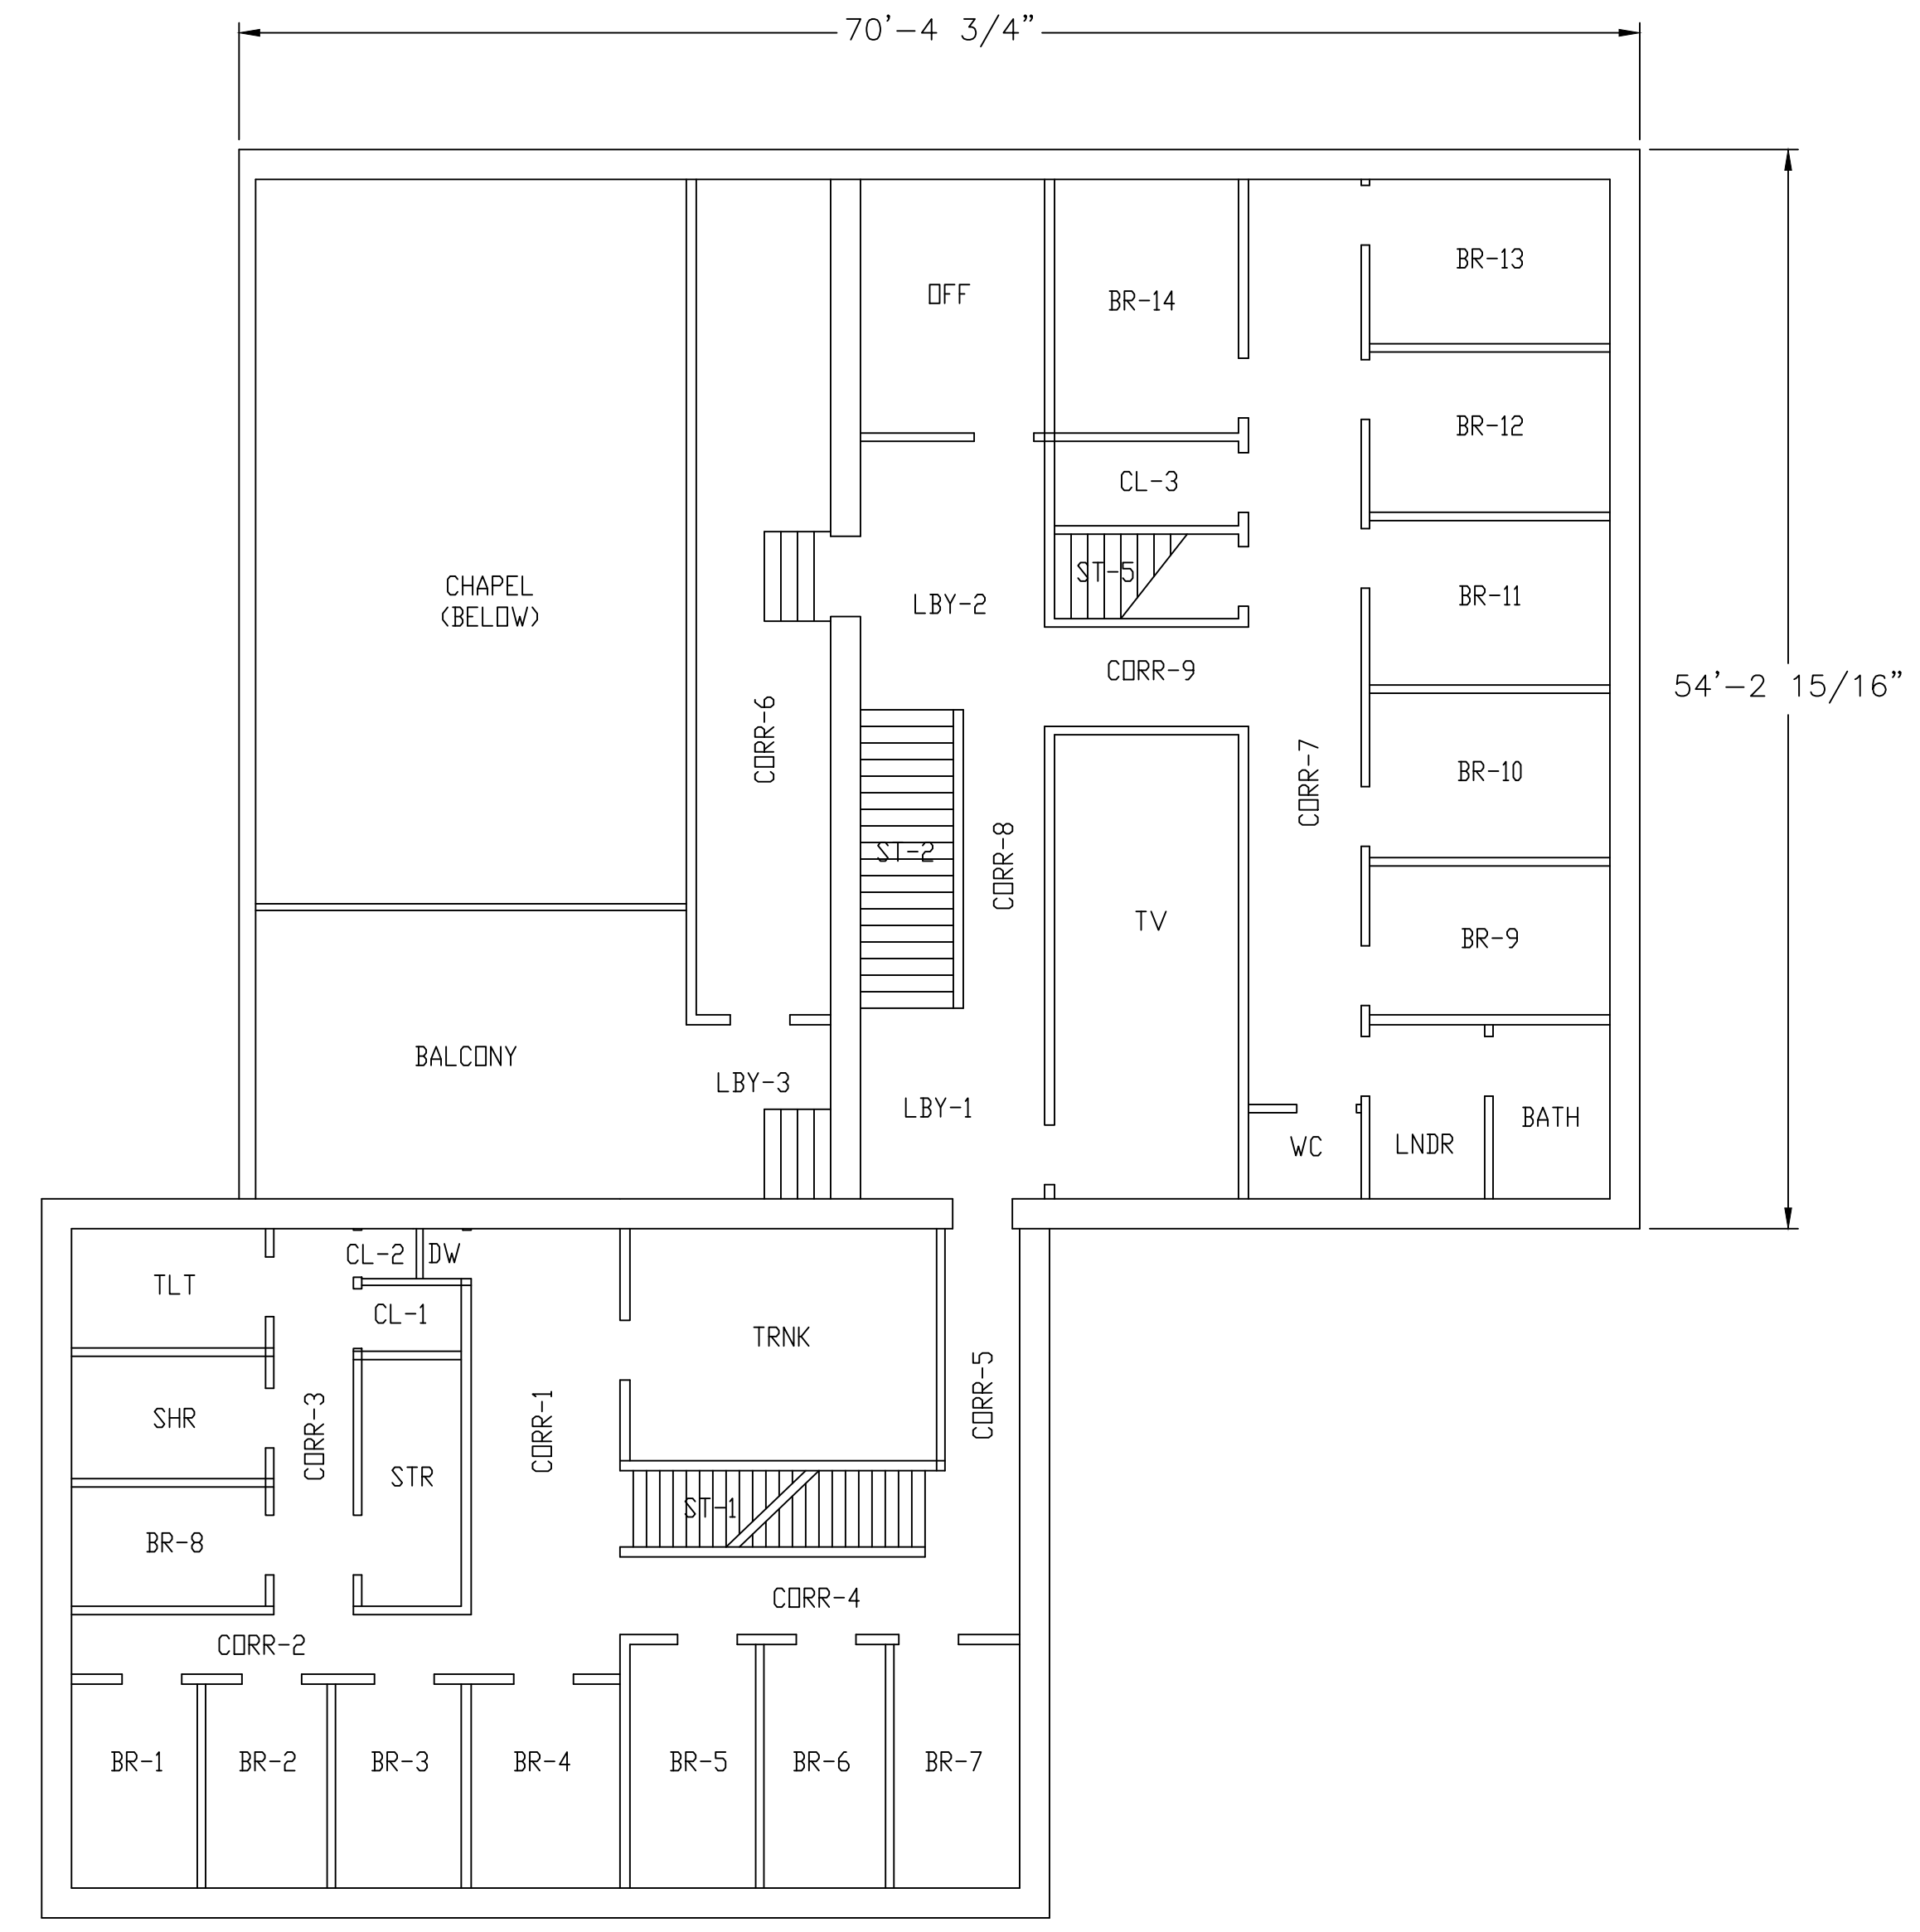 70'-4 3/4"
BR-13
OFF
BR-14
BR-12
CL-3
ST-5
CHAPEL
(BELOW)
LBY-2
BR-11
CORR-9
54'-2 15/16"
CORR-6
CORR-7
BR-10
ST-2
CORR-8
TV
BR-9
BALCONY
LBY-3
LBY-1
BATH
WC
LNDR
CL-2
DW
TLT
CL-1
TRNK
CORR-5
SHR
CORR-3
CORR-1
STR
ST-1
BR-8
CORR-4
CORR-2
BR-1
BR-2
BR-3
BR-4
BR-5
BR-6
BR-7